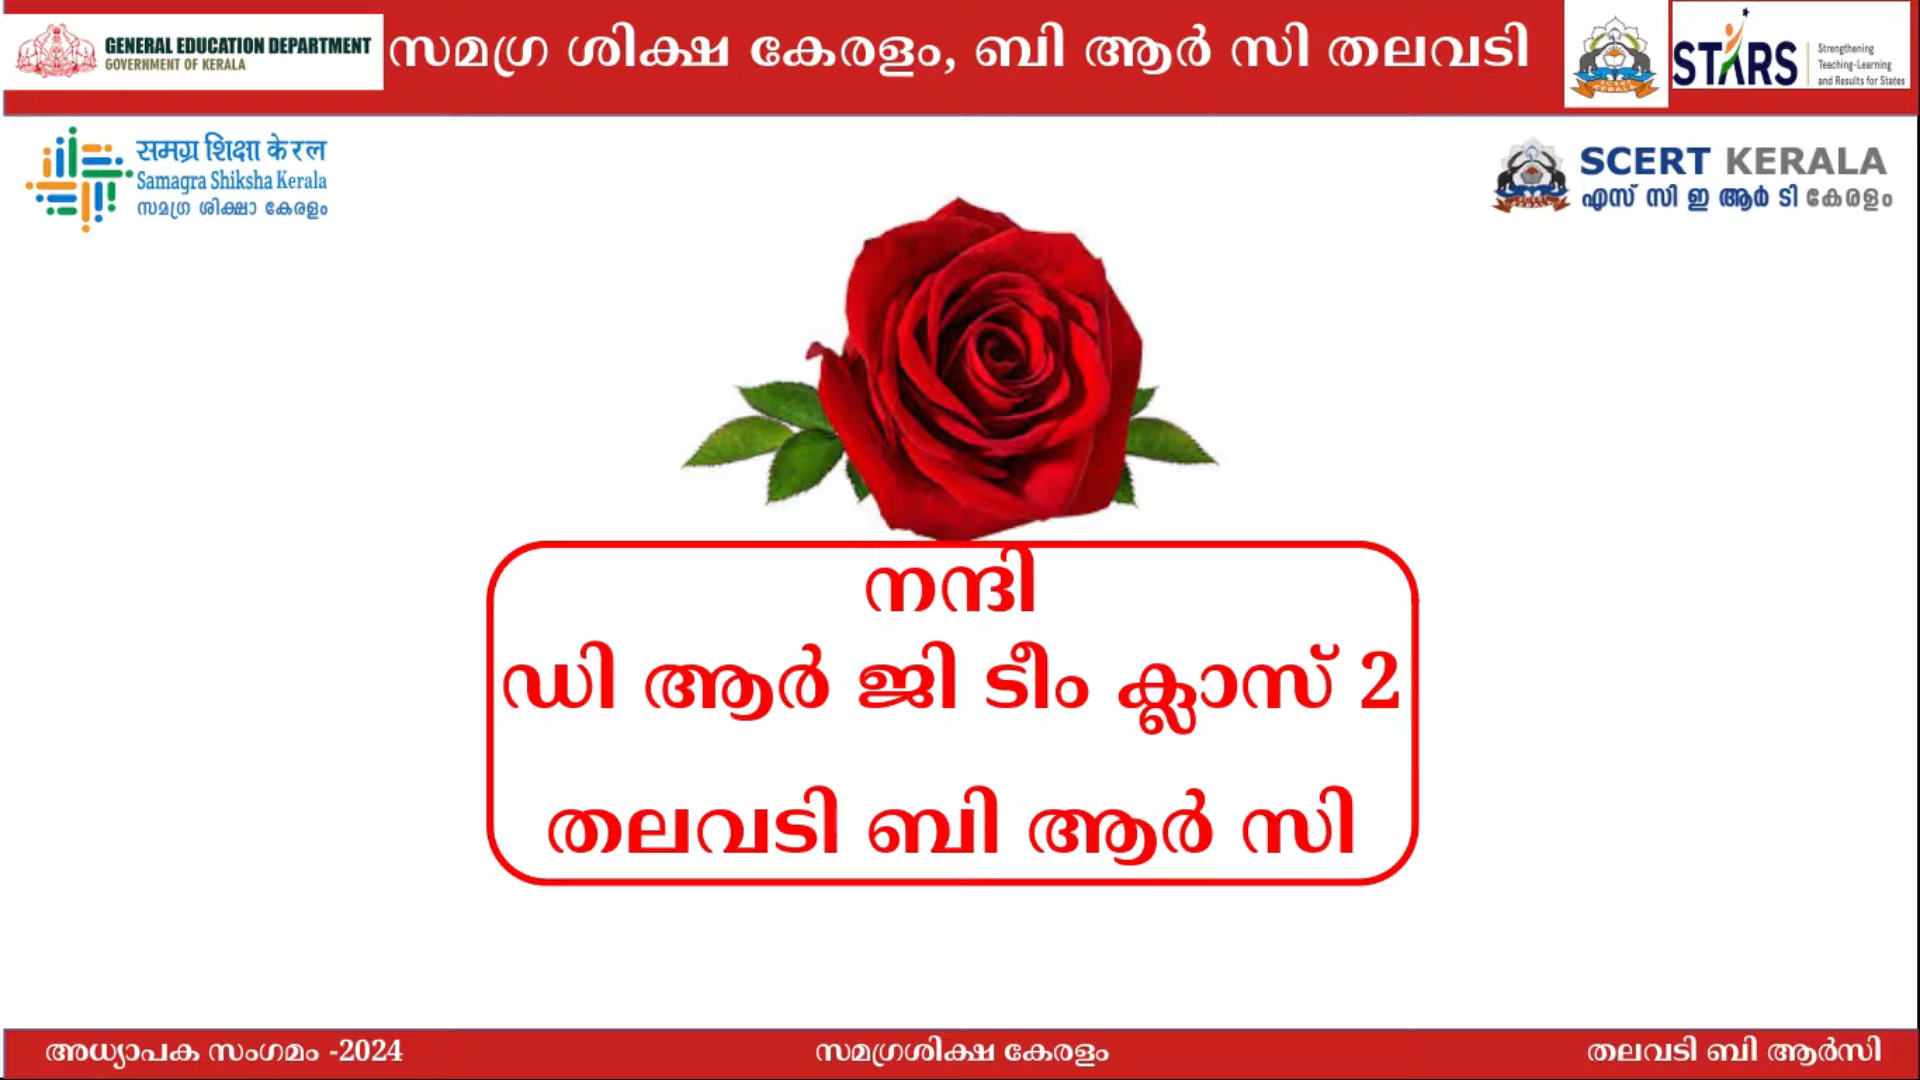 GENERAL EDUCATION DEPARTMENT
GOVERNMENT OF KERALA
സമഗ്ര ശിക്ഷ കേരളം, ബി ആർ സി തലവടി
STARS
Strengthening
Teaching-Learning
and Results for States
समग्र शिक्षा केरल
Samagra Shiksha Kerala
സമഗ്ര ശിക്ഷാ കേരളം
SCERT KERALA
എസ് സി ഇ ആർ ടി കേരളം
നന്ദി
ഡി ആർ ജി ടീം ക്ലാസ് 2
തലവടി ബി ആർ സി
അധ്യാപക സംഗമം -2024
സമഗ്രശിക്ഷ കേരളം
തലവടി ബി ആർസി